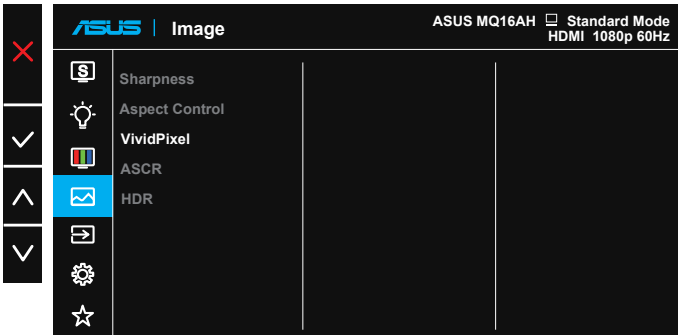 ASUS | Image
ASUS MQ16AH Standard Mode
HDMI 1080p 60Hz
S
Sharpness
Aspect Control
VividPixel
ASCR
HDR